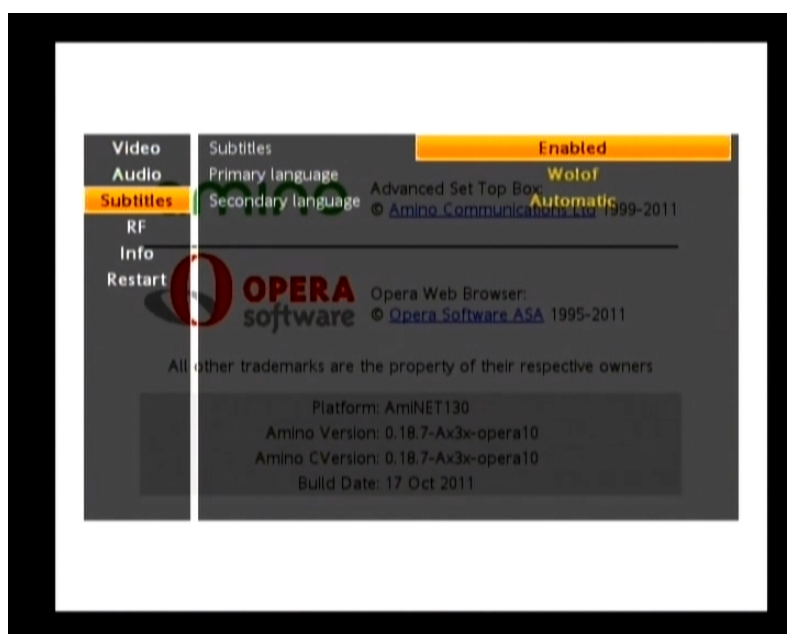 Video
Audio
Subtitles
RF
Info
Restart
Subtitles Enabled
Primary language Wolof
Secondary language Automatic
amino
Advanced Set Top Box:
© Amino Communications Ltd 1999-2011
OPERA
software
Opera Web Browser:
© Opera Software ASA 1995-2011
All other trademarks are the property of their respective owners
Platform: AmiNET130
Amino Version: 0.18.7-Ax3x-opera10
Amino CVersion: 0.18.7-Ax3x-opera10
Build Date: 17 Oct 2011